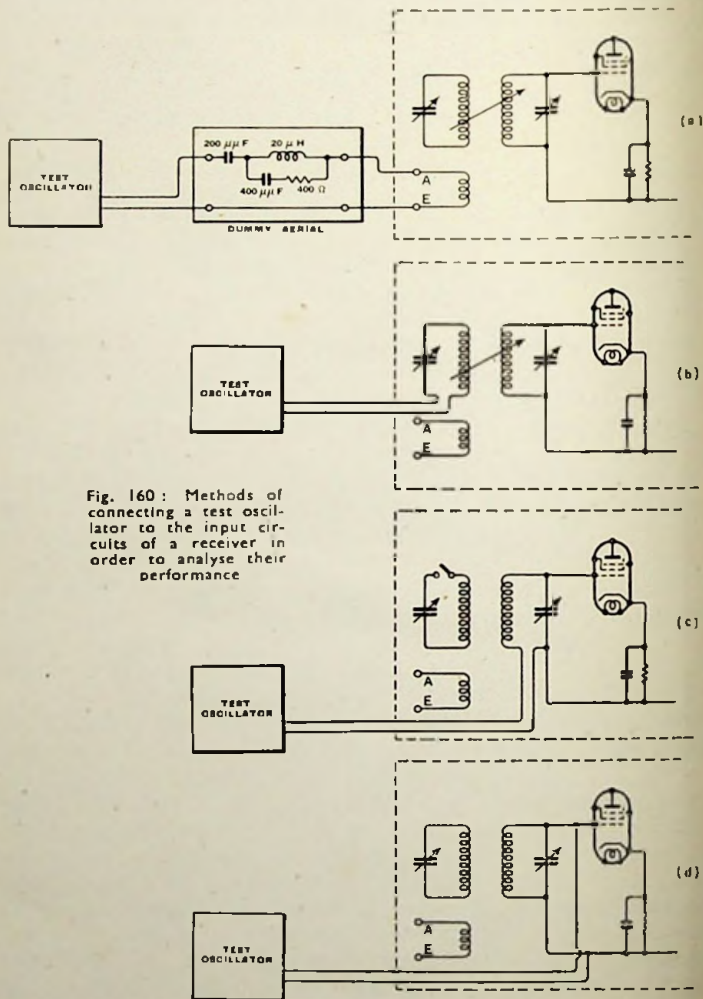 (a)
200 μμF 20 μH
TEST
OSCILLATOR
400 μμF 400 Ω
A
E
DUMMY AERIAL
(b)
TEST
OSCILLATOR
A
E
Fig. 160 : Methods of
connecting a test oscil-
lator to the input cir-
cuits of a receiver in
order to analyse their
performance
(c)
A
E
TEST
OSCILLATOR
(d)
A
E
TEST
OSCILLATOR